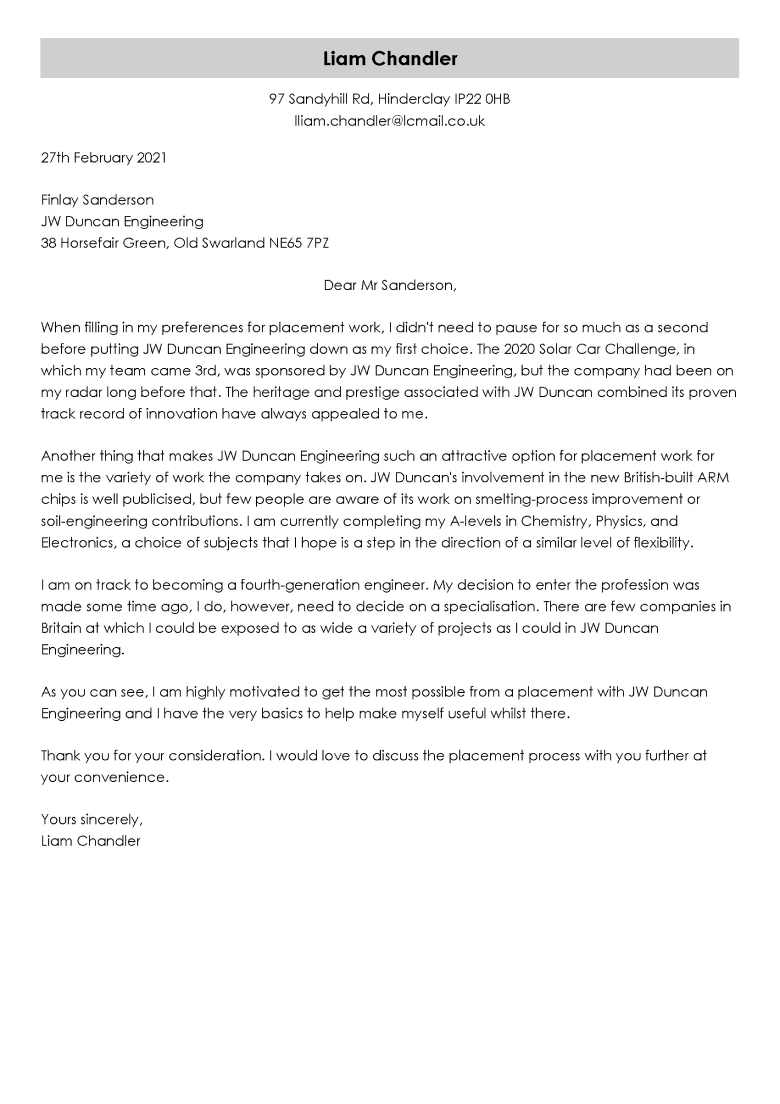 Liam Chandler
97 Sandyhill Rd, Hinderclay IP22 0HB
lliam.chandler@lcmail.co.uk
27th February 2021
Finlay Sanderson
JW Duncan Engineering
38 Horsefair Green, Old Swarland NE65 7PZ
Dear Mr Sanderson,
When filling in my preferences for placement work, I didn't need to pause for so much as a second
before putting JW Duncan Engineering down as my first choice. The 2020 Solar Car Challenge, in
which my team came 3rd, was sponsored by JW Duncan Engineering, but the company had been on
my radar long before that. The heritage and prestige associated with JW Duncan combined its proven
track record of innovation have always appealed to me.
Another thing that makes JW Duncan Engineering such an attractive option for placement work for
me is the variety of work the company takes on. JW Duncan's involvement in the new British-built ARM
chips is well publicised, but few people are aware of its work on smelting-process improvement or
soil-engineering contributions. I am currently completing my A-levels in Chemistry, Physics, and
Electronics, a choice of subjects that I hope is a step in the direction of a similar level of flexibility.
I am on track to becoming a fourth-generation engineer. My decision to enter the profession was
made some time ago, I do, however, need to decide on a specialisation. There are few companies in
Britain at which I could be exposed to as wide a variety of projects as I could in JW Duncan
Engineering.
As you can see, I am highly motivated to get the most possible from a placement with JW Duncan
Engineering and I have the very basics to help make myself useful whilst there.
Thank you for your consideration. I would love to discuss the placement process with you further at
your convenience.
Yours sincerely,
Liam Chandler